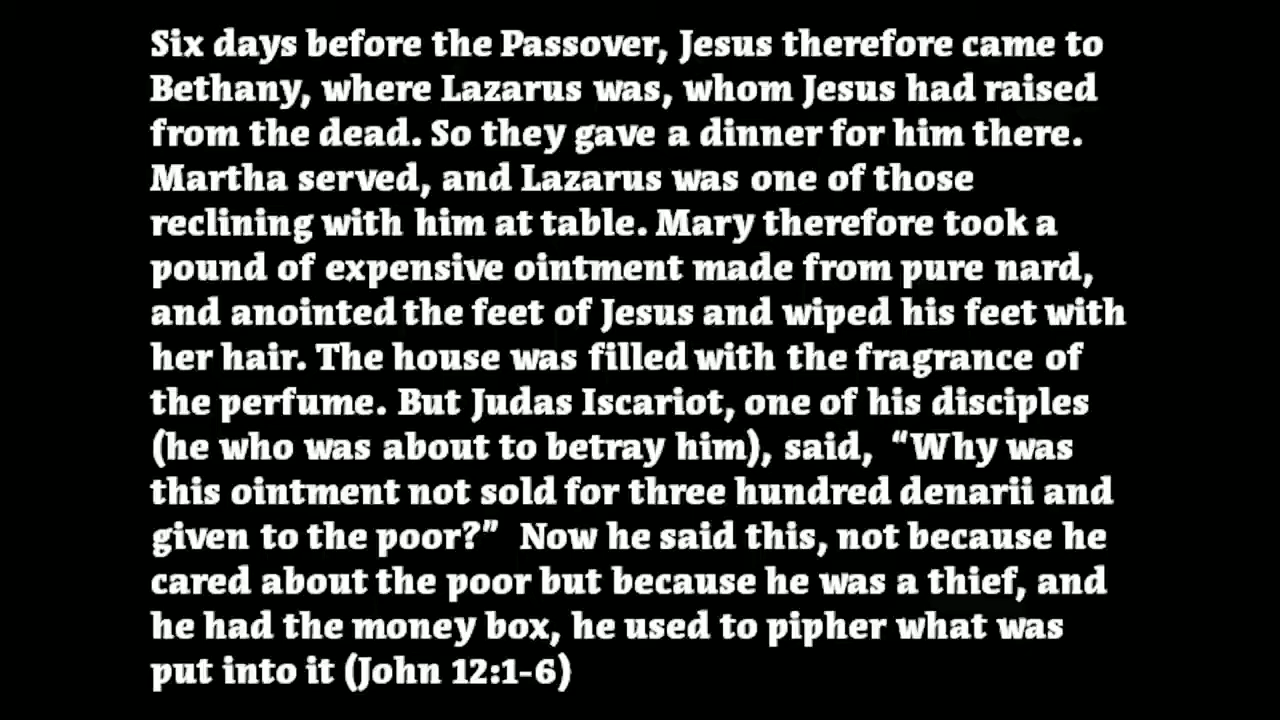 Six days before the Passover, Jesus therefore came to
Bethany, where Lazarus was, whom Jesus had raised
from the dead. So they gave a dinner for him there.
Martha served, and Lazarus was one of those
reclining with him at table. Mary therefore took a
pound of expensive ointment made from pure nard,
and anointed the feet of Jesus and wiped his feet with
her hair. The house was filled with the fragrance of
the perfume. But Judas Iscariot, one of his disciples
(he who was about to betray him), said,  “Why was
this ointment not sold for three hundred denarii and
given to the poor?”  Now he said this, not because he
cared about the poor but because he was a thief, and
he had the money box, he used to pipher what was
put into it (John 12:1-6)